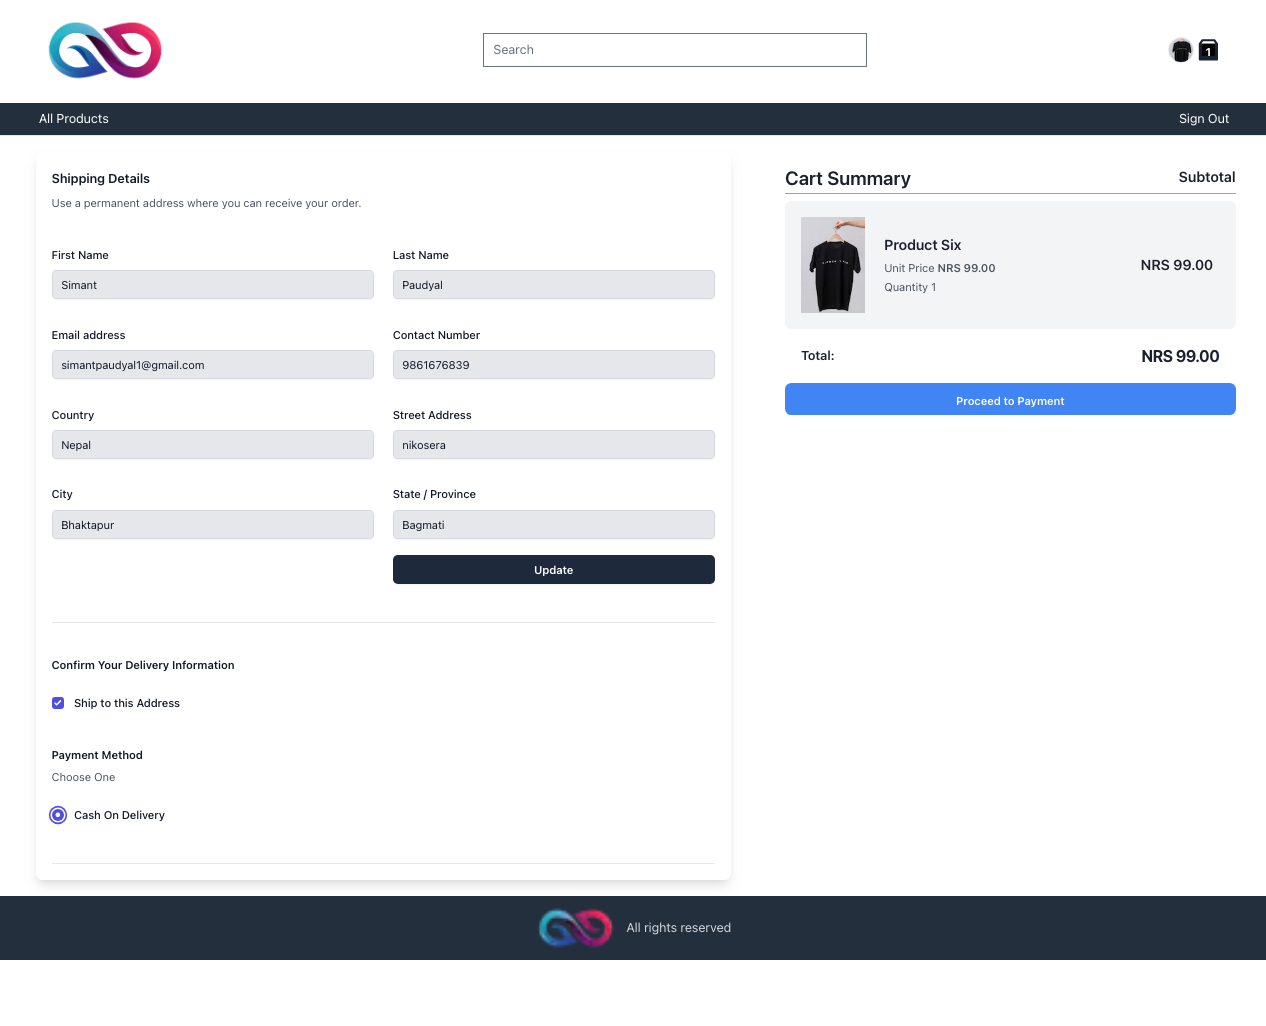 Search
1
All Products
Sign Out
Shipping Details
Use a permanent address where you can receive your order.
First Name
Last Name
Simant
Paudyal
Email address
Contact Number
simantpaudyal1@gmail.com
9861676839
Country
Street Address
Nepal
nikosera
City
State / Province
Bhaktapur
Bagmati
Update
Confirm Your Delivery Information
Ship to this Address
Payment Method
Choose One
Cash On Delivery
Cart Summary
Subtotal
Product Six
Unit Price NRS 99.00
Quantity 1
NRS 99.00
Total:
NRS 99.00
Proceed to Payment
All rights reserved